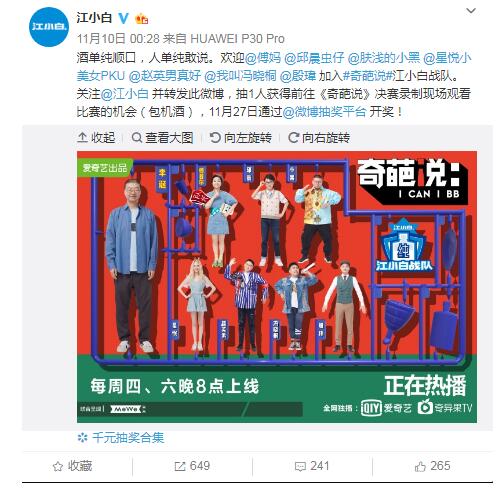 江小白
11月10日 00:28 来自 HUAWEI P30 Pro
酒单纯顺口，人单纯敢说。欢迎@傅妈 @邱晨虫仔 @肤浅的小黑 @星悦小
美女PKU @赵英男真好 @我叫冯晓桐 @殷瑋 加入#奇葩说#江小白战队。
关注@江小白 并转发此微博，抽1人获得前往《奇葩说》决赛录制现场观看
比赛的机会（包机酒），11月27日通过@微博抽奖平台 开奖！
收起 查看大图 向左旋转 向右旋转
爱奇艺出品
奇葩说：
I CAN I BB
李诞
江小白
纯
江小白战队
每周四、六晚8点上线
正在热播
MeWe
全网独播：iQIYI爱奇艺 奇异果TV
千元抽奖合集
收藏 649 241 265